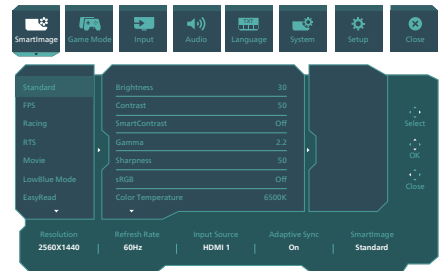 SmartImage
Game Mode
Input
Audio
Language
System
Setup
Close
Standard
FPS
Racing
RTS
Movie
LowBlue Mode
EasyRead
Brightness 30
Contrast 50
SmartContrast Off
Gamma 2.2
Sharpness 50
sRGB Off
Color Temperature 6500K
Select
OK
Close
Resolution Refresh Rate Input Source Adaptive Sync SmartImage
2560X1440 | 60Hz | HDMI 1 | On | Standard